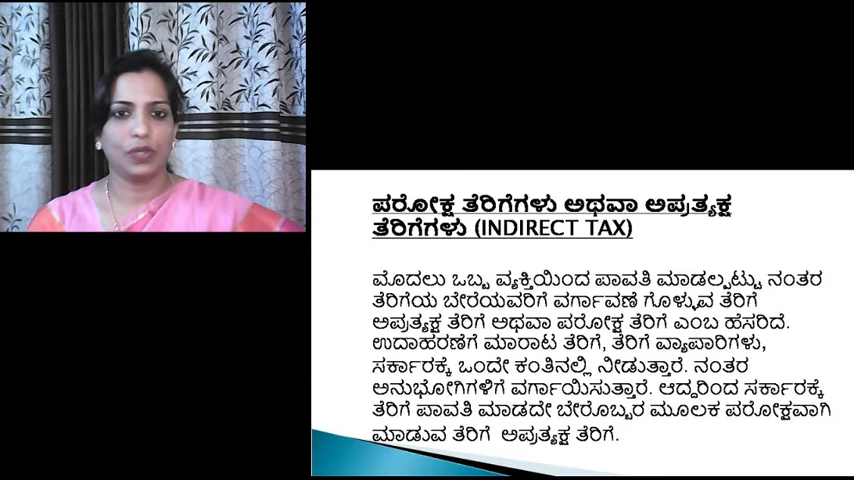 ಪರೋಕ್ಷ ತೆರಿಗೆಗಳು ಅಥವಾ ಅಪ್ರತ್ಯಕ್ಷ
ತೆರಿಗೆಗಳು (INDIRECT TAX)
ಮೊದಲು ಒಬ್ಬ ವ್ಯಕ್ತಿಯಿಂದ ಪಾವತಿ ಮಾಡಲ್ಪಟ್ಟು ನಂತರ
ತೆರಿಗೆಯ ಬೇರೆಯವರಿಗೆ ವರ್ಗಾವಣೆ ಗೊಳ್ಳುವ ತೆರಿಗೆ
ಅಪ್ರತ್ಯಕ್ಷ ತೆರಿಗೆ ಅಥವಾ ಪರೋಕ್ಷ ತೆರಿಗೆ ಎಂಬ ಹೆಸರಿದೆ.
ಉದಾಹರಣೆಗೆ ಮಾರಾಟ ತೆರಿಗೆ, ತೆರಿಗೆ ವ್ಯಾಪಾರಿಗಳು,
ಸರ್ಕಾರಕ್ಕೆ ಒಂದೇ ಕಂತಿನಲ್ಲಿ ನೀಡುತ್ತಾರೆ. ನಂತರ
ಅನುಭೋಗಿಗಳಿಗೆ ವರ್ಗಾಯಿಸುತ್ತಾರೆ. ಆದ್ದರಿಂದ ಸರ್ಕಾರಕ್ಕೆ
ತೆರಿಗೆ ಪಾವತಿ ಮಾಡದೇ ಬೇರೊಬ್ಬರ ಮೂಲಕ ಪರೋಕ್ಷವಾಗಿ
ಮಾಡುವ ತೆರಿಗೆ ಅಪ್ರತ್ಯಕ್ಷ ತೆರಿಗೆ.